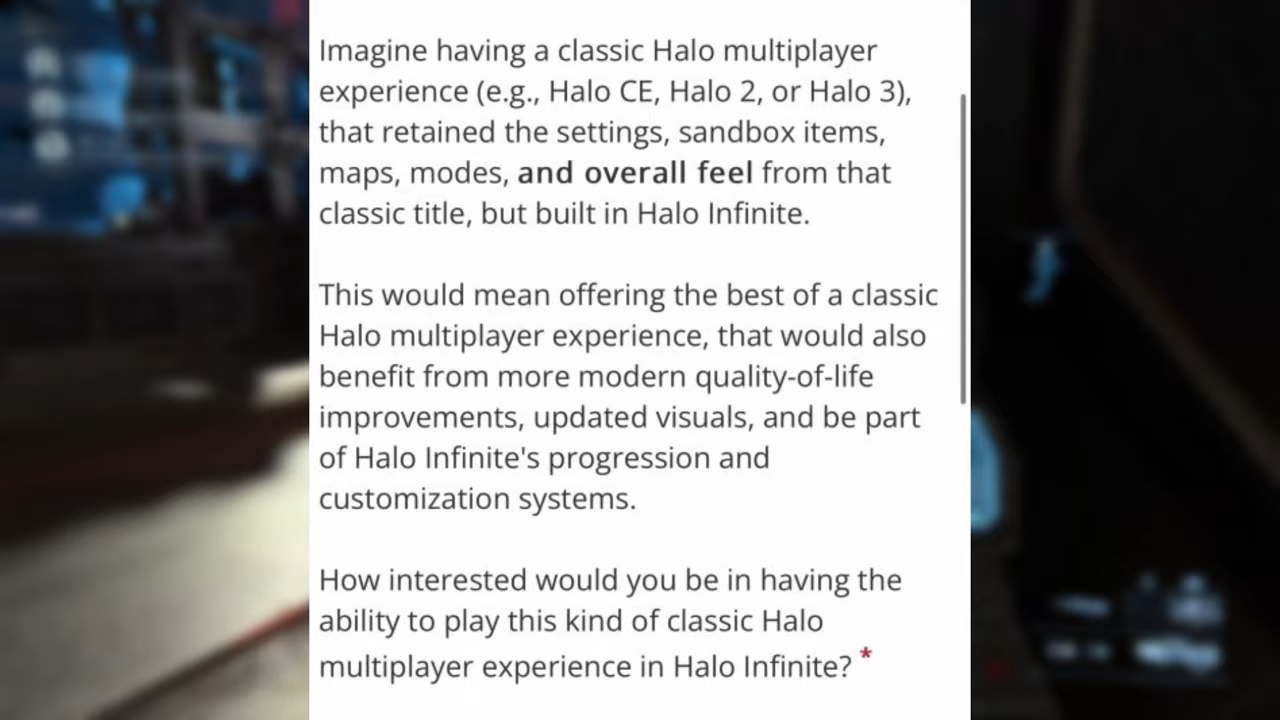 Imagine having a classic Halo multiplayer
experience (e.g., Halo CE, Halo 2, or Halo 3),
that retained the settings, sandbox items,
maps, modes, and overall feel from that
classic title, but built in Halo Infinite.
This would mean offering the best of a classic
Halo multiplayer experience, that would also
benefit from more modern quality-of-life
improvements, updated visuals, and be part
of Halo Infinite's progression and
customization systems.
How interested would you be in having the
ability to play this kind of classic Halo
multiplayer experience in Halo Infinite? *